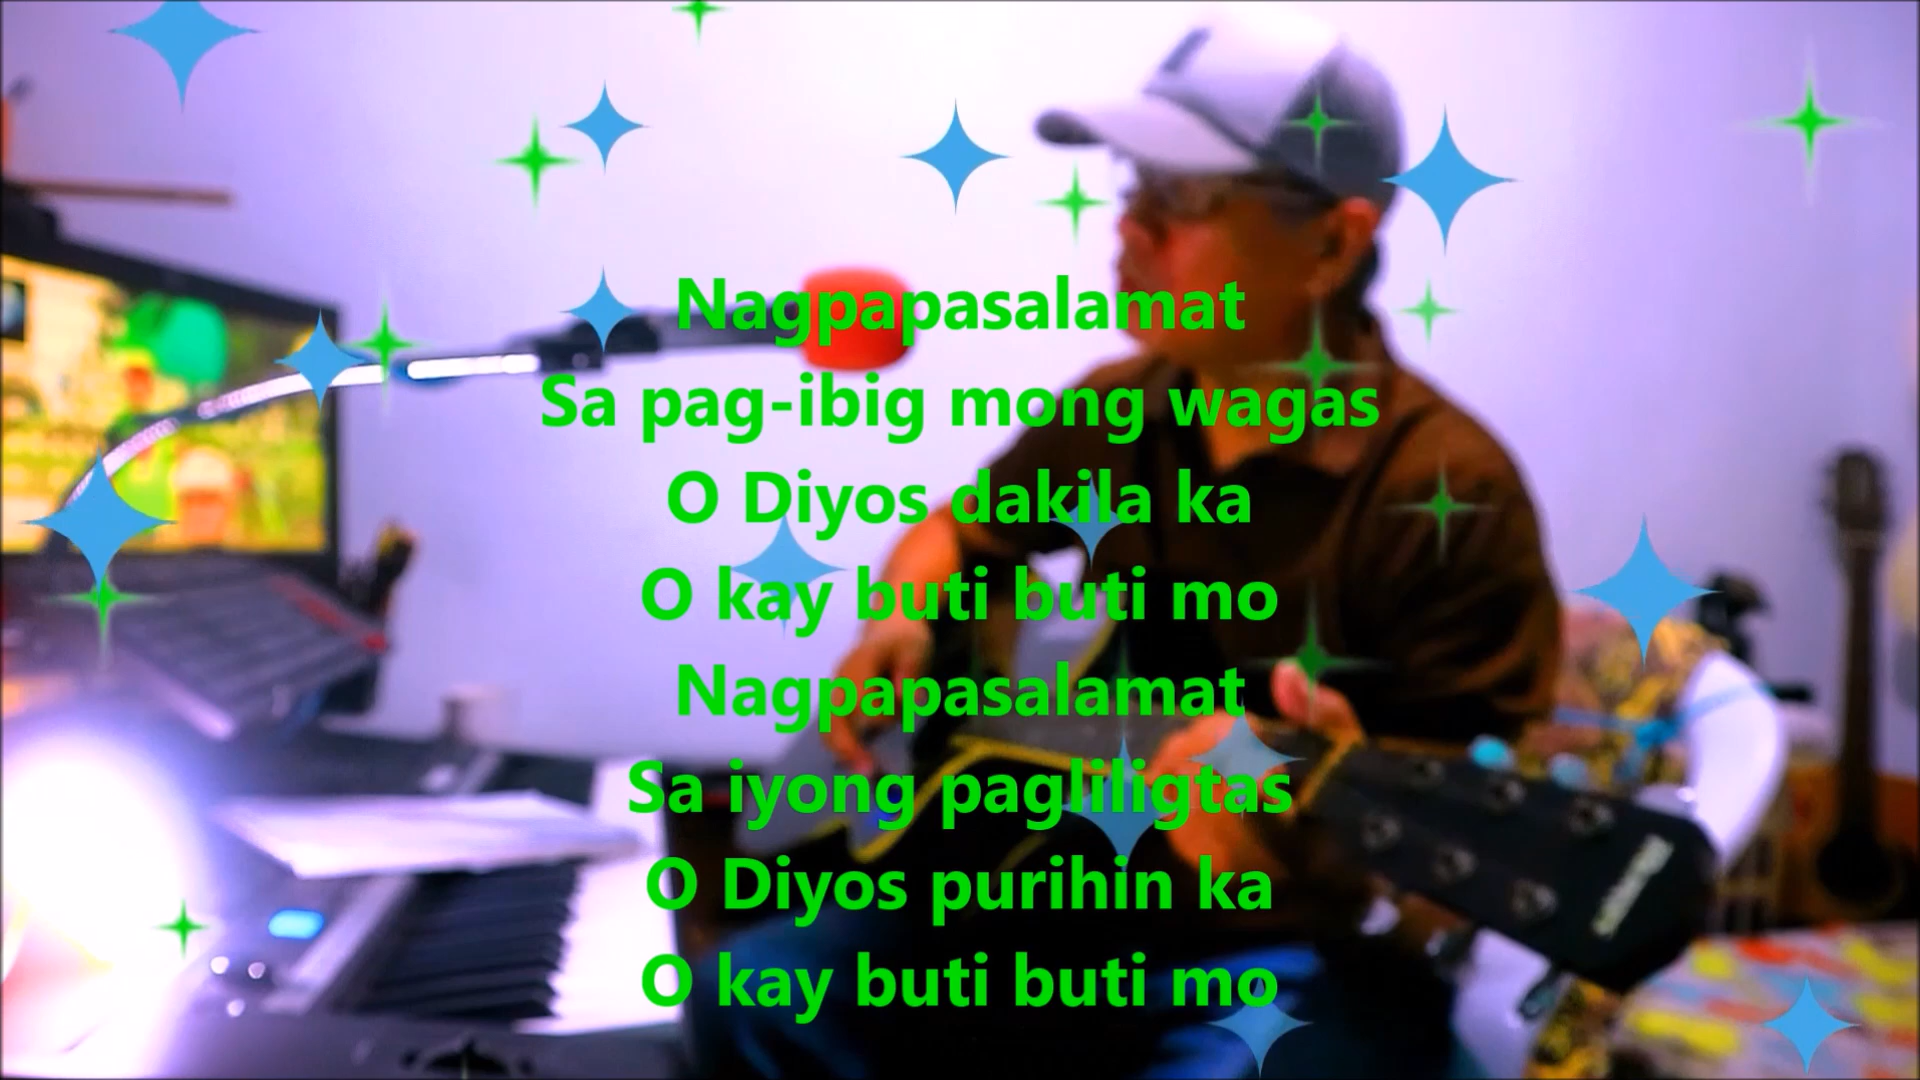 Nagpapasalamat
Sa pag-ibig mong wagas
O Diyos dakila ka
O kay buti buti mo
Nagpapasalamat
Sa iyong pagliligtas
O Diyos purihin ka
O kay buti buti mo